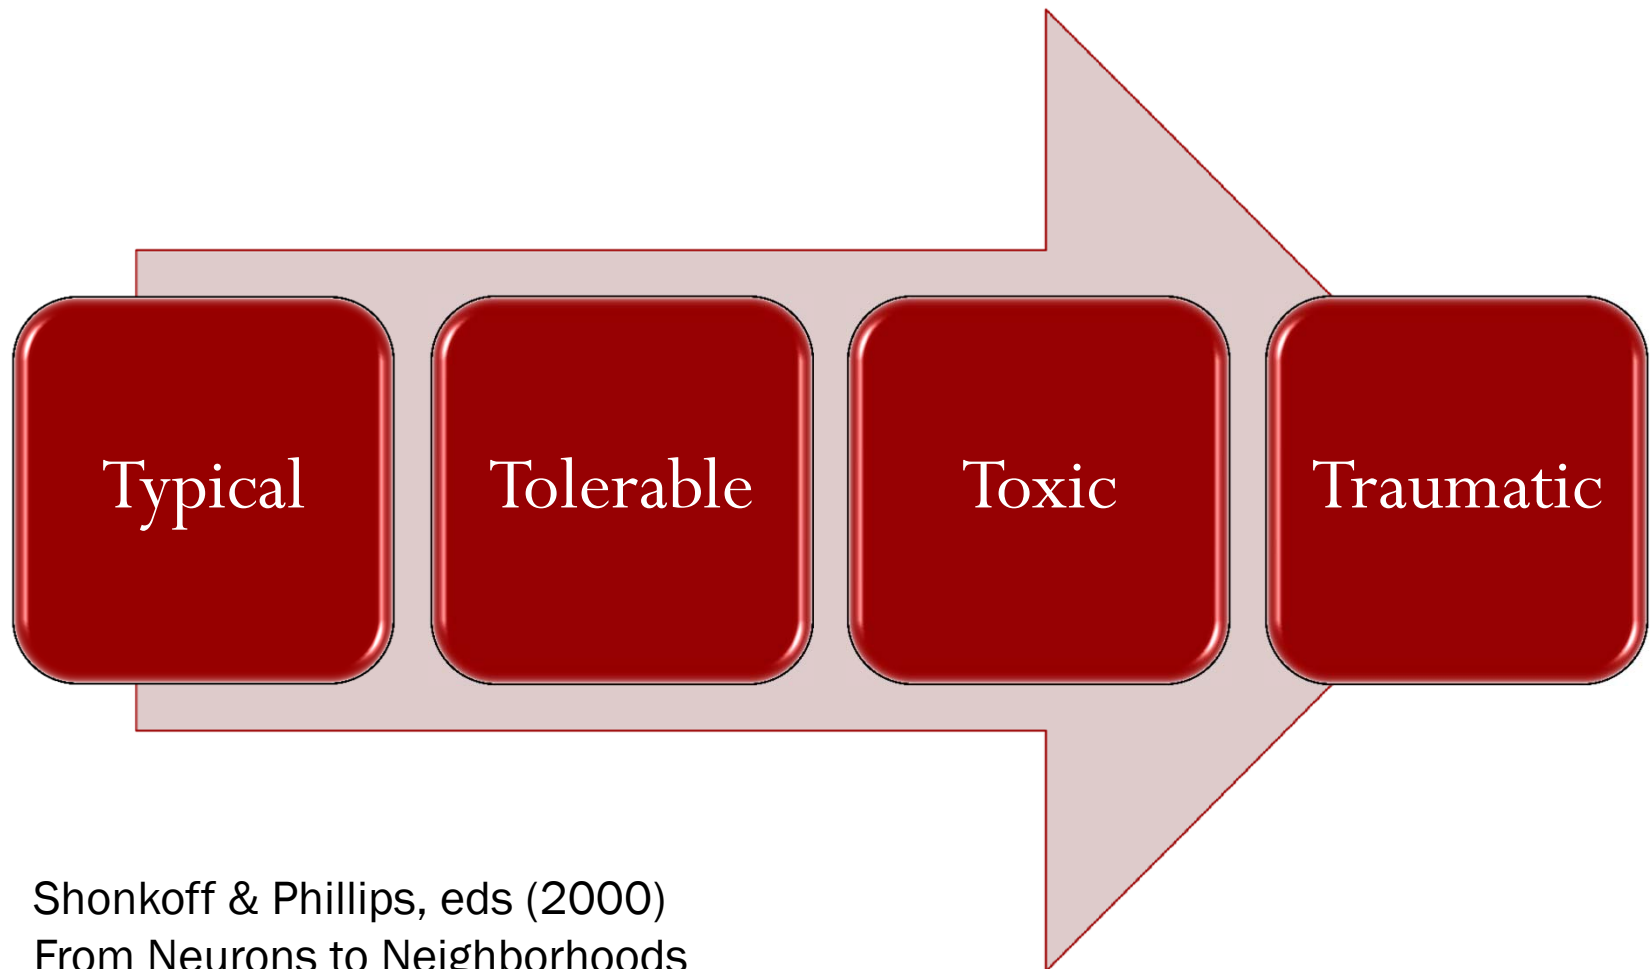 Typical
Tolerable
Toxic
Traumatic
Shonkoff & Phillips, eds (2000)
From Neurons to Neighborhoods